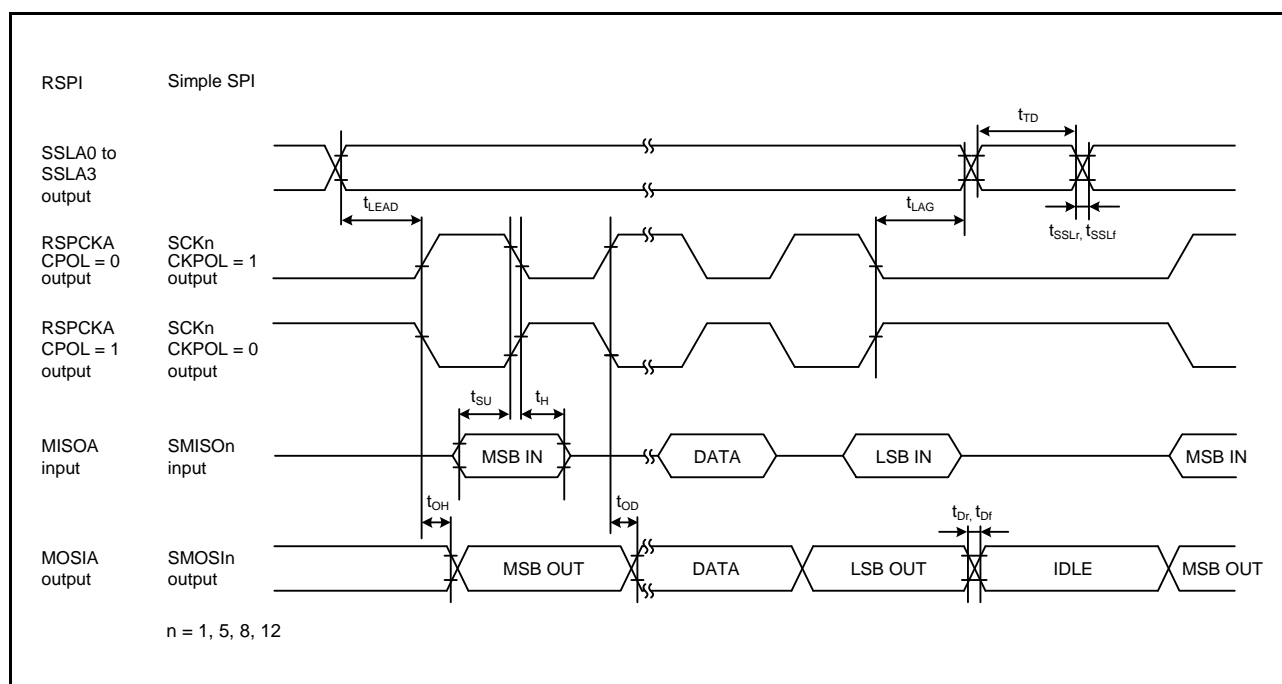 RSPI Simple SPI
t_TD
SSLA0 to
SSLA3
output
t_LEAD
t_LAG
t_SSLr, t_SSLf
RSPCKA SCKn
CPOL = 0 CKPOL = 1
output output
RSPCKA SCKn
CPOL = 1 CKPOL = 0
output output
t_SU t_H
MISOA SMISOn
input input
MSB IN DATA LSB IN MSB IN
t_OH t_OD t_Dr, t_Df
MOSIA SMOSIn
output output
MSB OUT DATA LSB OUT IDLE MSB OUT
n = 1, 5, 8, 12